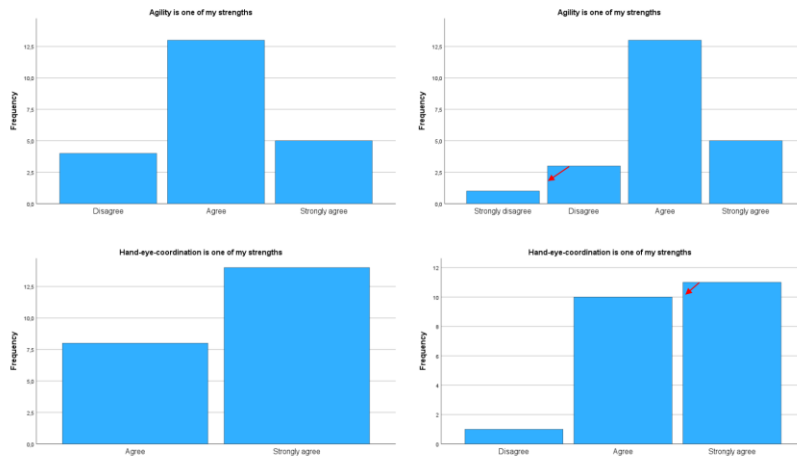 Agility is one of my strengths
Frequency
12,5
10,0
7,5
5,0
2,5
0,0
Disagree Agree Strongly agree
Agility is one of my strengths
Frequency
12,5
10,0
7,5
5,0
2,5
0,0
Strongly disagree Disagree Agree Strongly agree
Hand-eye-coordination is one of my strengths
Frequency
12,5
10,0
7,5
5,0
2,5
0,0
Agree Strongly agree
Hand-eye-coordination is one of my strengths
Frequency
12
10
8
6
4
2
0
Disagree Agree Strongly agree